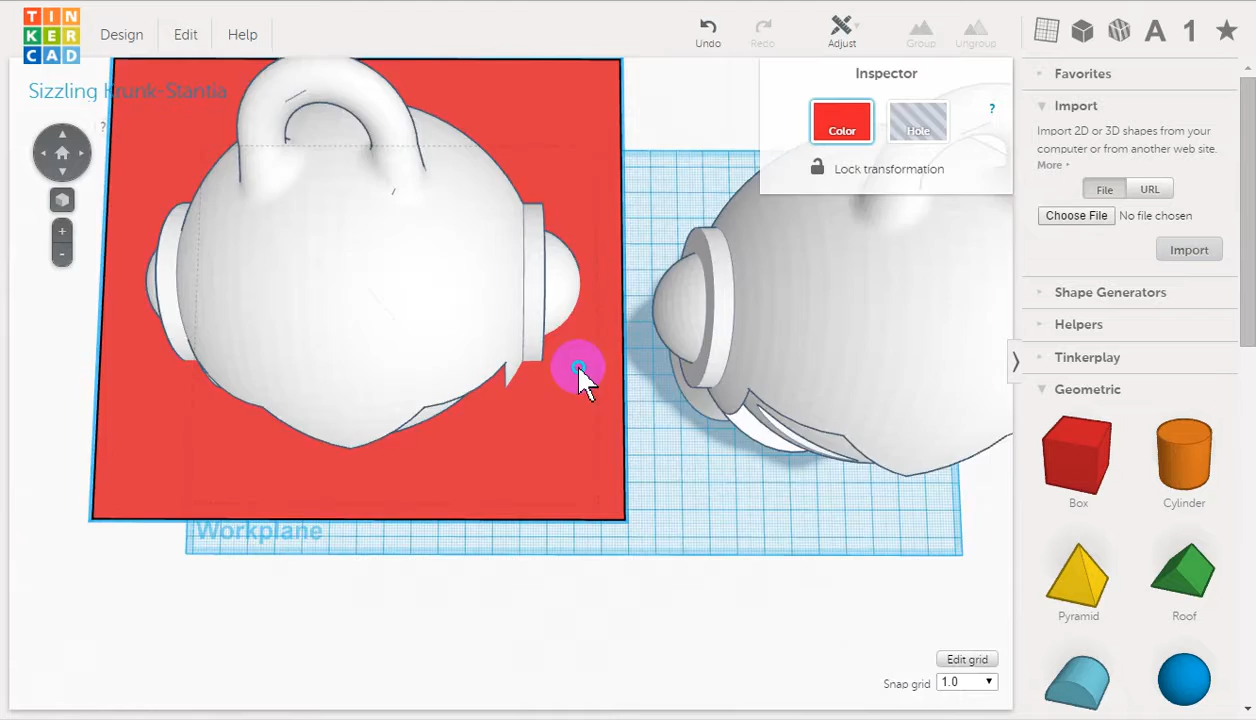 TIN
KER
CAD
Design
Edit
Help
Undo
Redo
Adjust
Group
Ungroup
A
1
Sizzling Krunk-Stantia
?
+
-
Inspector
Color
Hole
?
Lock transformation
Favorites
Import
Import 2D or 3D shapes from your
computer or from another web site.
More
File
URL
Choose File No file chosen
Import
Shape Generators
Helpers
Tinkerplay
Geometric
Box
Cylinder
Pyramid
Roof
Workplane
Edit grid
Snap grid 1.0